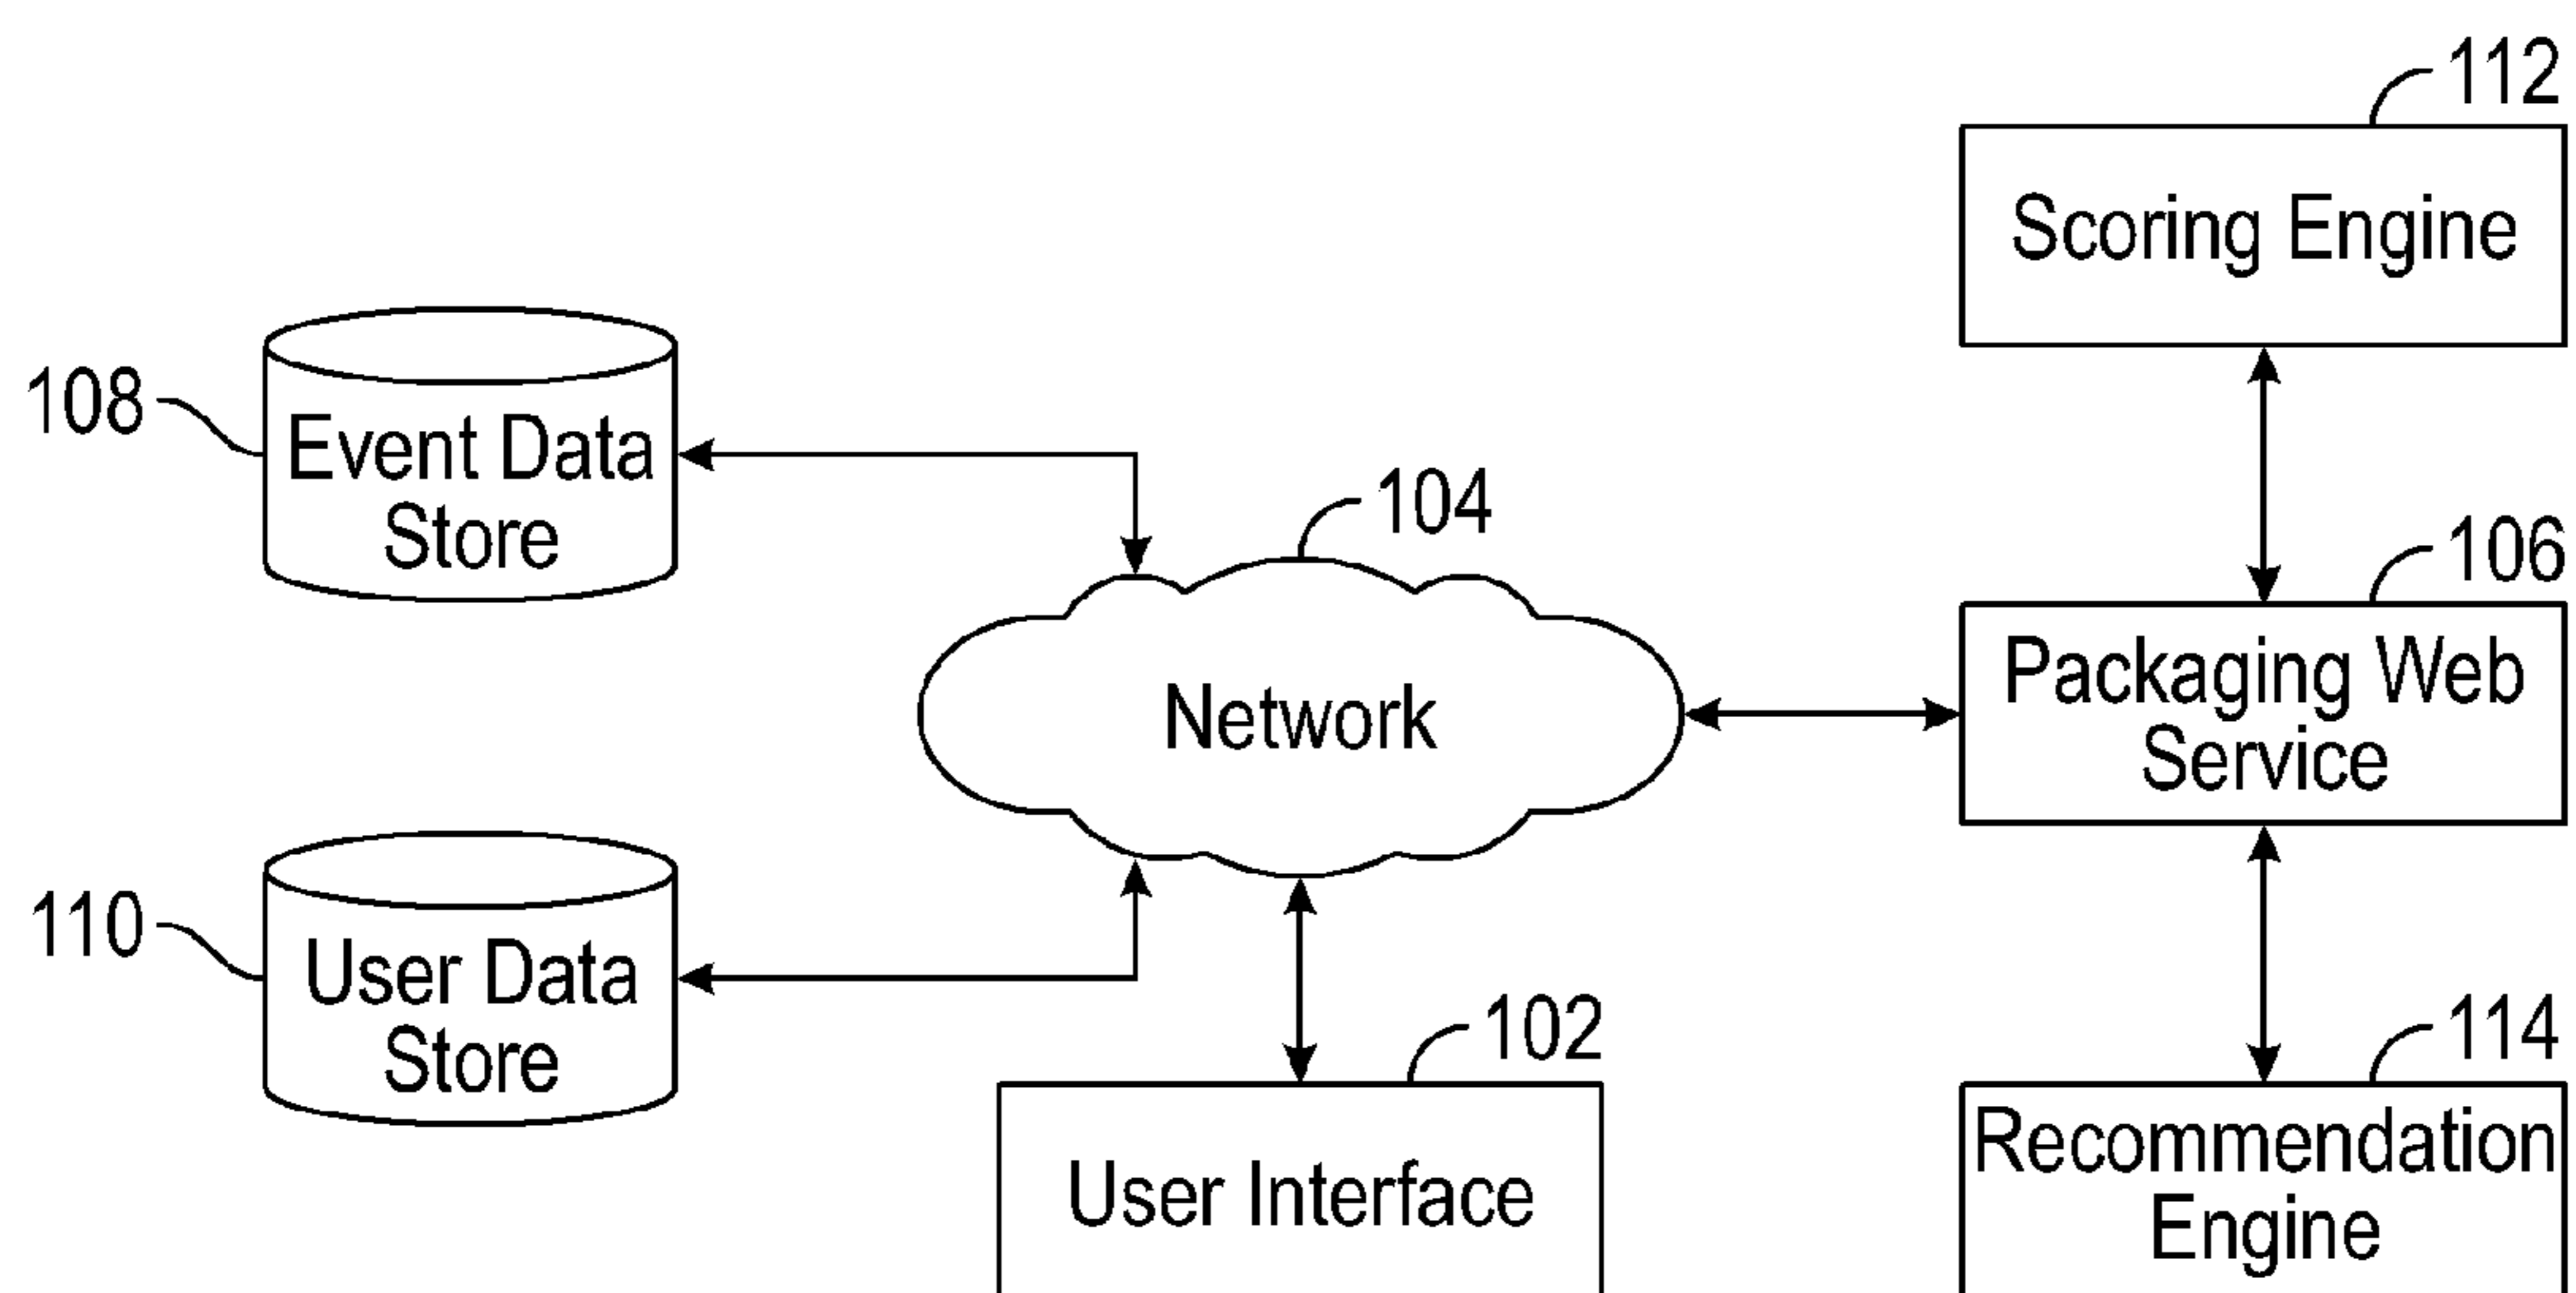 112
Scoring Engine
108
Event Data
Store
104
106
Network
Packaging Web
Service
110
User Data
Store
102
User Interface
114
Recommendation
Engine